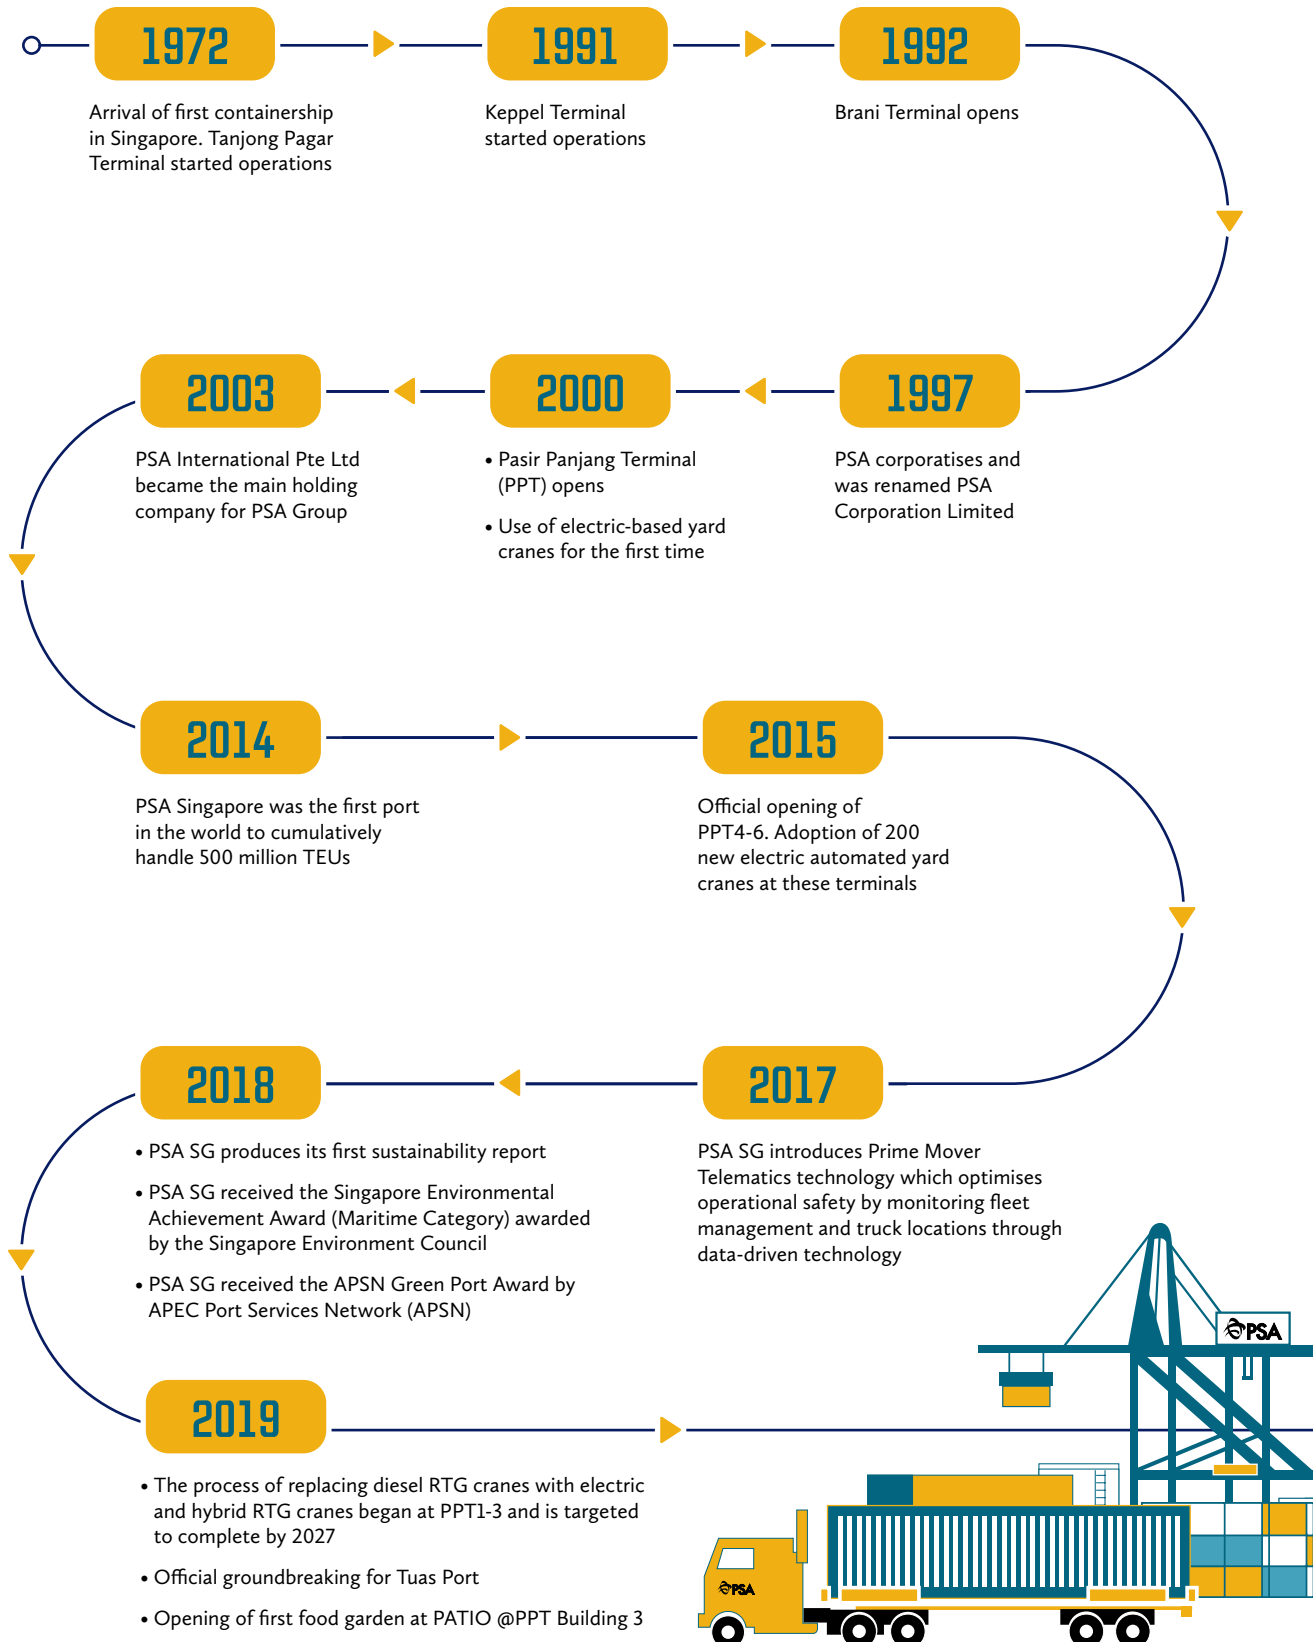 1972
Arrival of first containership
in Singapore. Tanjong Pagar
Terminal started operations
1991
Keppel Terminal
started operations
1992
Brani Terminal opens
1997
PSA corporatises and
was renamed PSA
Corporation Limited
2000
• Pasir Panjang Terminal
(PPT) opens
• Use of electric-based yard
cranes for the first time
2003
PSA International Pte Ltd
became the main holding
company for PSA Group
2014
PSA Singapore was the first port
in the world to cumulatively
handle 500 million TEUs
2015
Official opening of
PPT4-6. Adoption of 200
new electric automated yard
cranes at these terminals
2017
PSA SG introduces Prime Mover
Telematics technology which optimises
operational safety by monitoring fleet
management and truck locations through
data-driven technology
2018
• PSA SG produces its first sustainability report
• PSA SG received the Singapore Environmental
Achievement Award (Maritime Category) awarded
by the Singapore Environment Council
• PSA SG received the APSN Green Port Award by
APEC Port Services Network (APSN)
2019
• The process of replacing diesel RTG cranes with electric
and hybrid RTG cranes began at PPT1-3 and is targeted
to complete by 2027
• Official groundbreaking for Tuas Port
• Opening of first food garden at PATIO @PPT Building 3
PSA
PSA